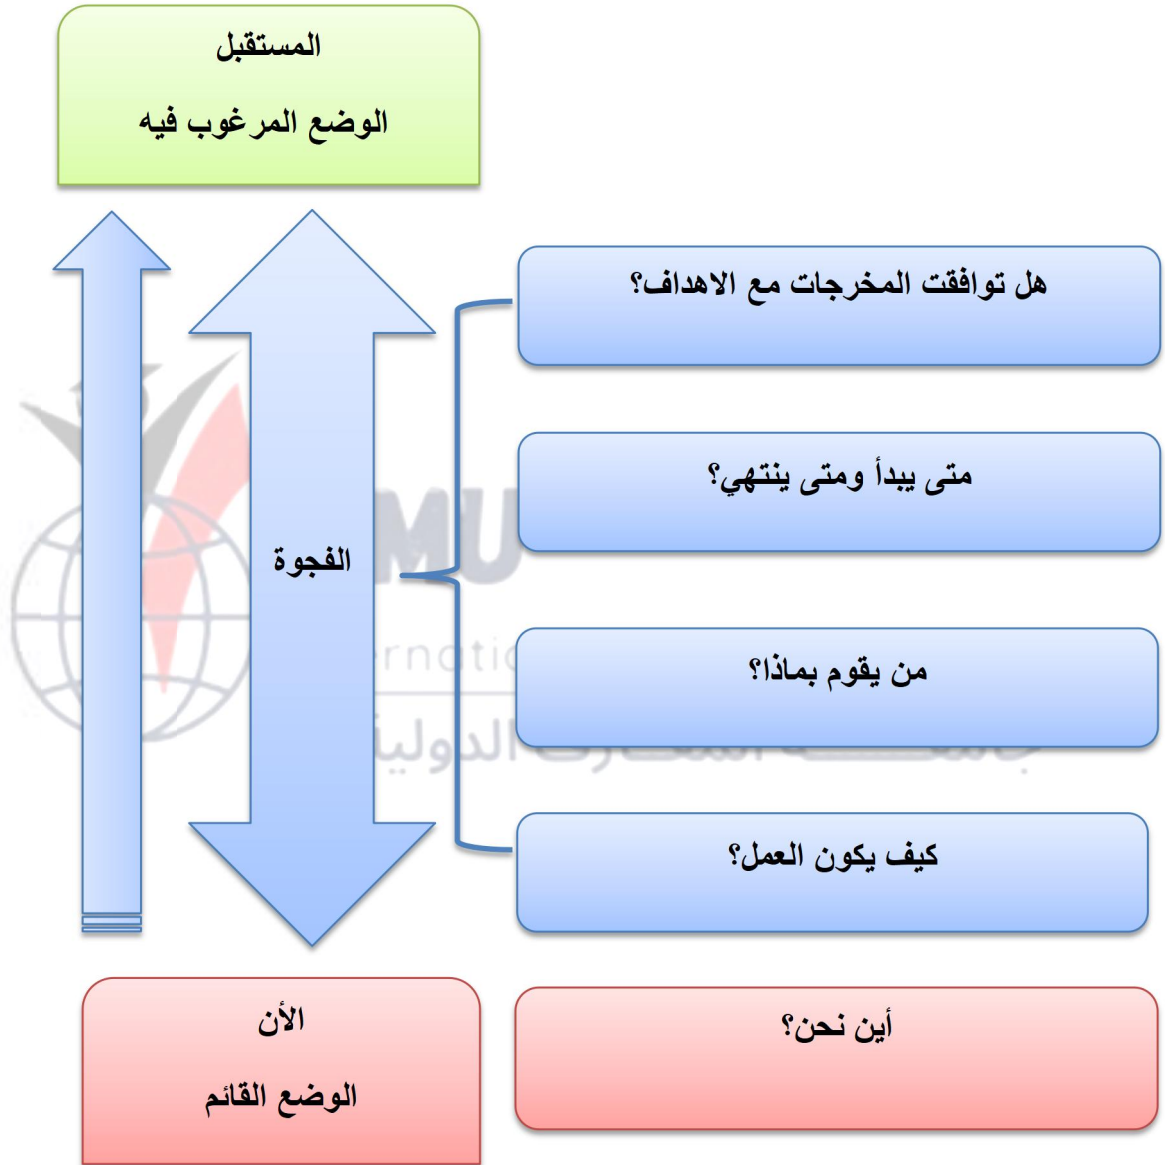 المستقبل
الوضع المرغوب فيه
هل توافقت المخرجات مع الاهداف؟
متى يبدأ ومتى ينتهي؟
الفجوة
MU
من يقوم بماذا؟
كيف يكون العمل؟
الأن
الوضع القائم
أين نحن؟